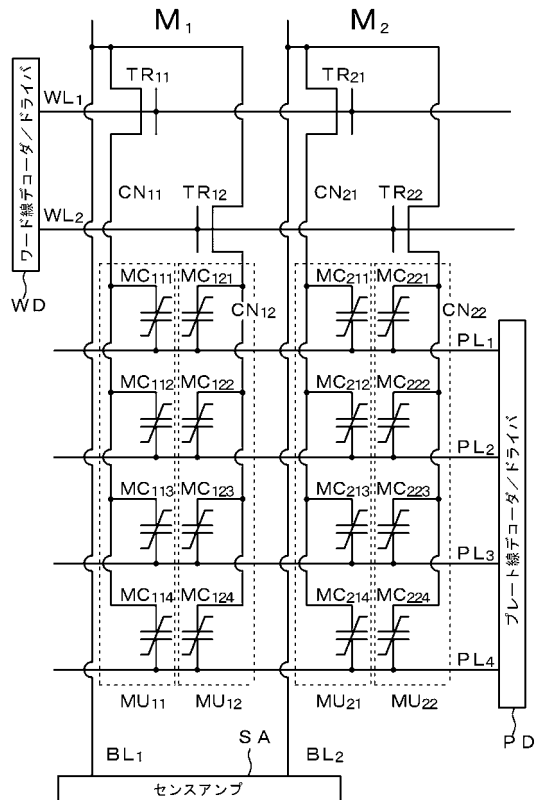 M1 M2
TR11 TR21
WL1
CN11 TR12 CN21 TR22
WL2
ワード線デコーダ/ドライバ
WD
MC111 MC121 MC211 MC221
CN12 CN22
PL1
MC112 MC122 MC212 MC222
PL2
MC113 MC123 MC213 MC223
PL3
MC114 MC124 MC214 MC224
PL4
プレート線デコーダ/ドライバ
MU11 MU12 MU21 MU22
PD
BL1 SA BL2
センスアンプ